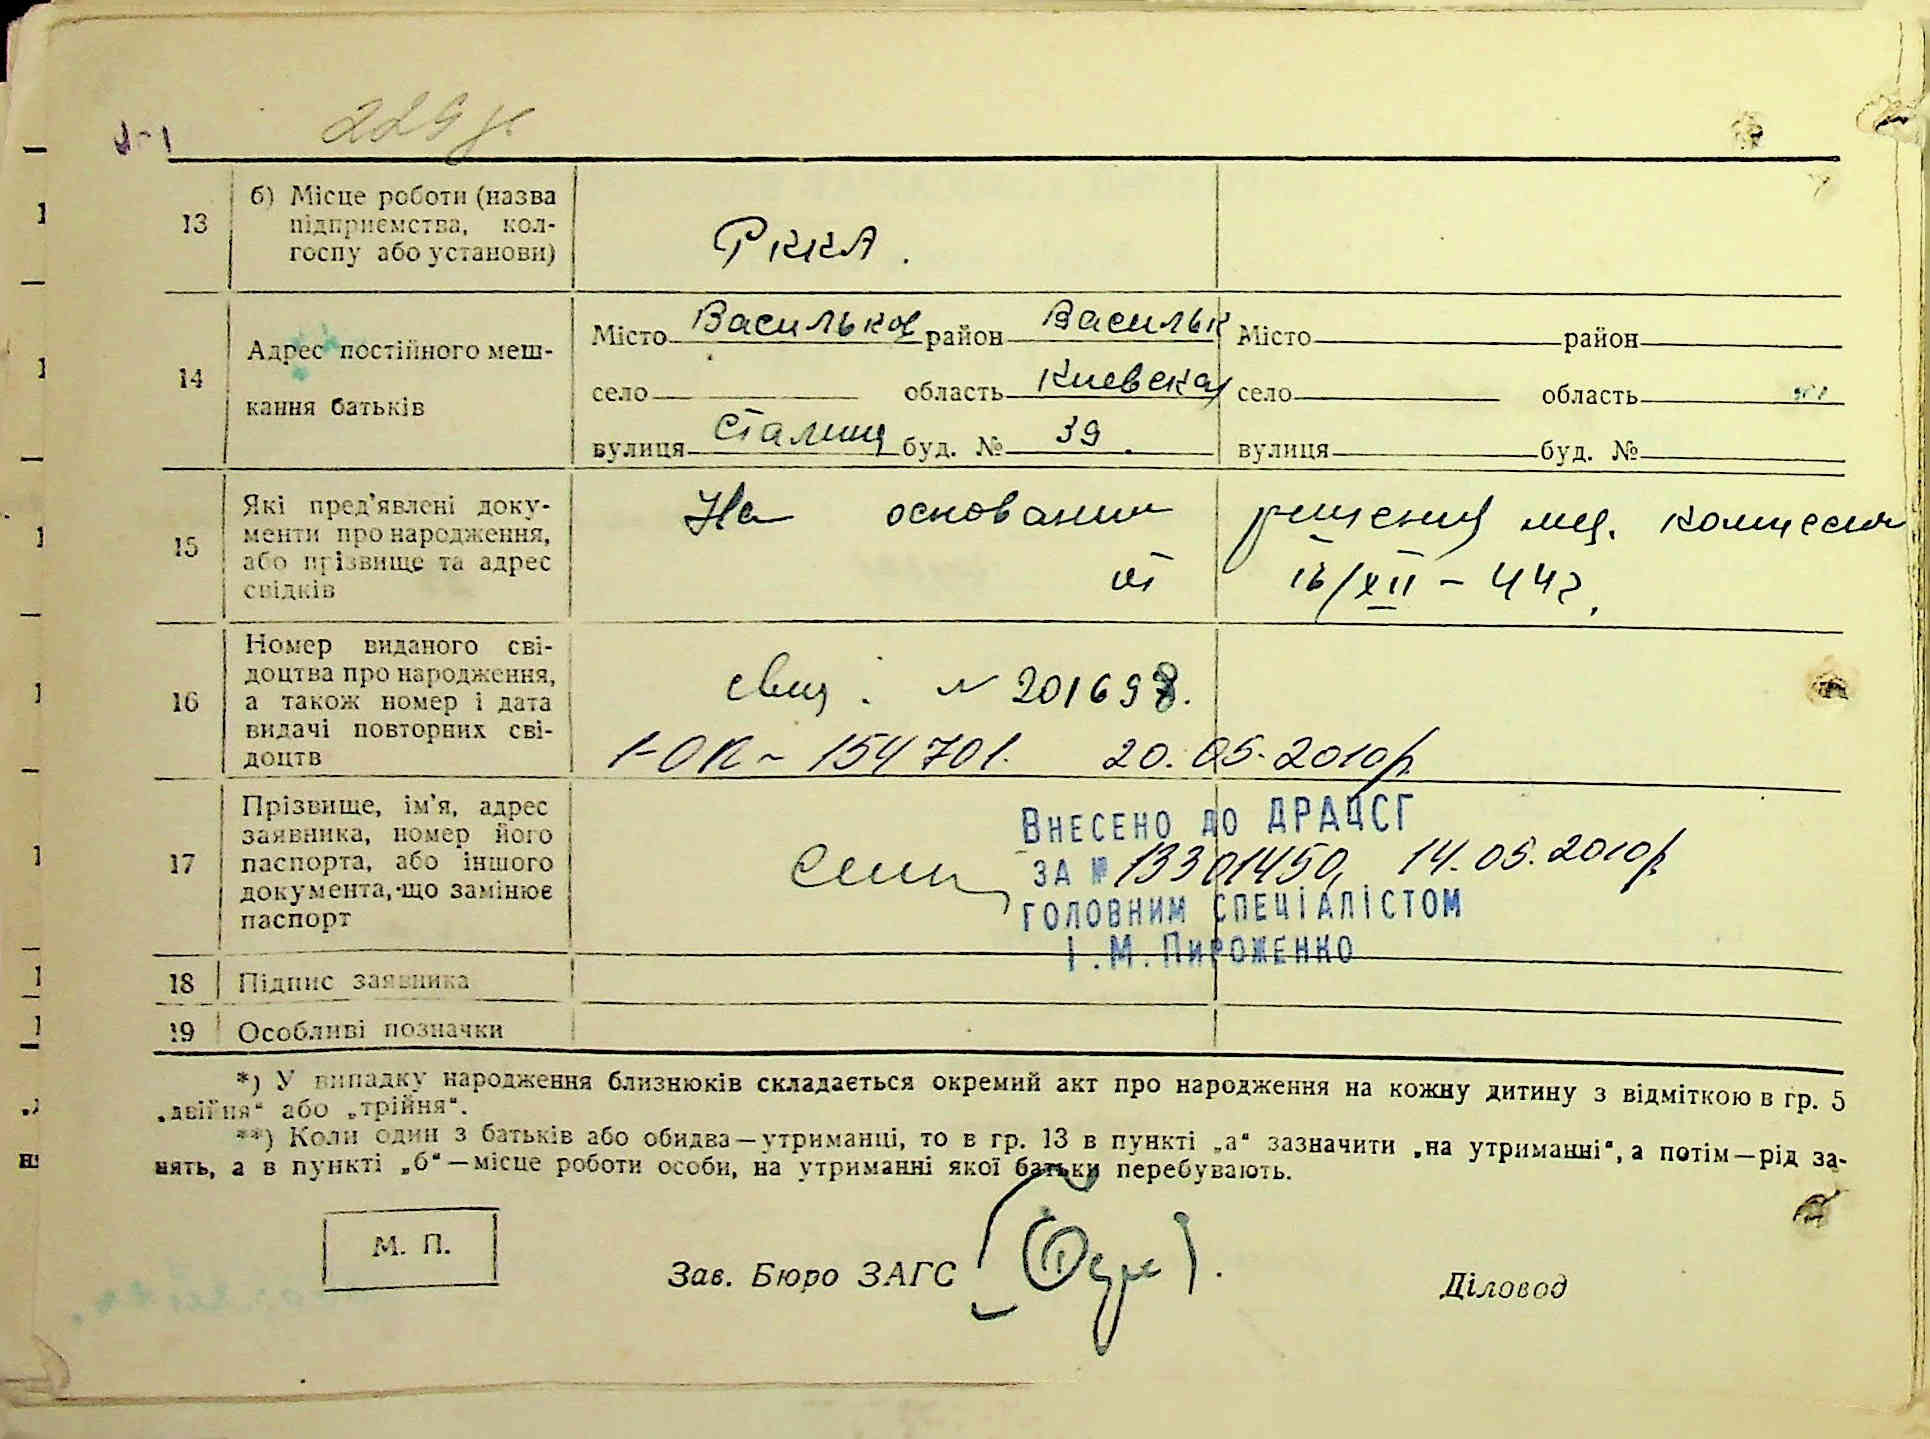 229
13 б) Місце роботи (назва
підприємства, кол-
госпу або установи)
РККА.
14 Адрес постійного меш-
кання батьків
Місто Васильков район Васильк
село область Киевская
вулиця Сталина буд. № 39.
Місто район
село область
вулиця буд. №
15 Які пред'явлені доку-
менти про народження,
або прізвище та адрес
свідків
На основании решения мед. комиссии
от 16/XII – 44 г.
16 Номер виданого сві-
доцтва про народження,
а також номер і дата
видачі повторних сві-
доцтв
свид. № 201698.
154701. 20.05.2010р.
17 Прізвище, ім'я, адрес
заявника, номер його
паспорта, або іншого
документа, що замінює
паспорт
Внесено до ДРАЦСГ
за № 13301450, 14.05.2010р.
головним спеціалістом
І.М. Пироженко
18 Підпис заявника
19 Особливі позначки
*) У випадку народження близнюків складається окремий акт про народження на кожну дитину з відміткою в гр. 5
„двійня“ або „трійня“.
**) Коли один з батьків або обидва—утриманці, то в гр. 13 в пункті „а“ зазначити „на утриманні“, а потім—рід за-
нять, а в пункті „б“—місце роботи особи, на утриманні якої батьки перебувають.
М. П.
Зав. Бюро ЗАГС
Діловод